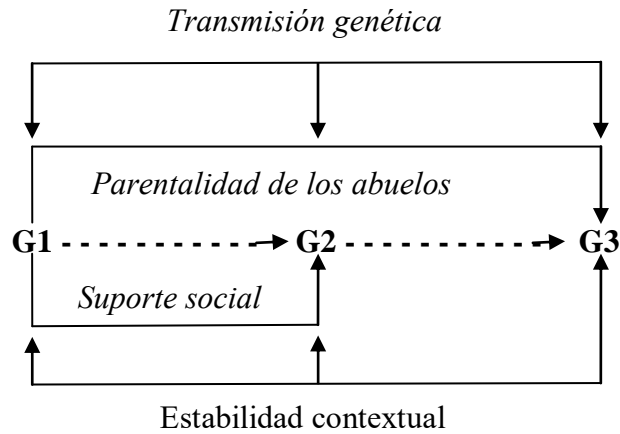 Transmisión genética
Parentalidad de los abuelos
G1 G2 G3
Suporte social
Estabilidad contextual